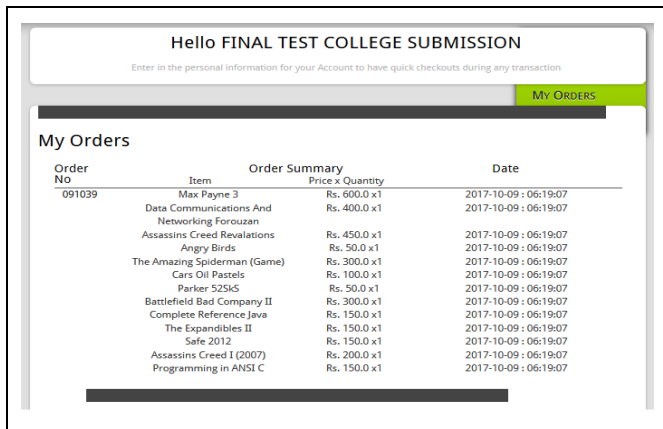 Hello FINAL TEST COLLEGE SUBMISSION
Enter in the personal information for your Account to have quick checkouts during any transaction
MY ORDERS
My Orders
Order No Order Summary Date
Item Price x Quantity
091039 Max Payne 3 Rs. 600.0 x1 2017-10-09 : 06:19:07
Data Communications And Rs. 400.0 x1 2017-10-09 : 06:19:07
Networking Forouzan
Assassins Creed Revalations Rs. 450.0 x1 2017-10-09 : 06:19:07
Angry Birds Rs. 50.0 x1 2017-10-09 : 06:19:07
The Amazing Spiderman (Game) Rs. 300.0 x1 2017-10-09 : 06:19:07
Cars Oil Pastels Rs. 100.0 x1 2017-10-09 : 06:19:07
Parker 52SkS Rs. 50.0 x1 2017-10-09 : 06:19:07
Battlefield Bad Company II Rs. 300.0 x1 2017-10-09 : 06:19:07
Complete Reference Java Rs. 150.0 x1 2017-10-09 : 06:19:07
The Expandibles II Rs. 150.0 x1 2017-10-09 : 06:19:07
Safe 2012 Rs. 150.0 x1 2017-10-09 : 06:19:07
Assassins Creed I (2007) Rs. 200.0 x1 2017-10-09 : 06:19:07
Programming in ANSI C Rs. 150.0 x1 2017-10-09 : 06:19:07